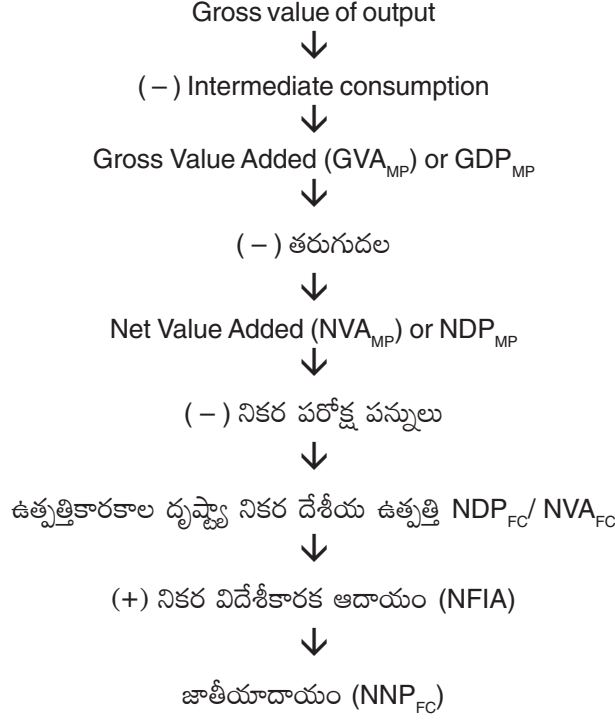 Gross value of output
↓
( – ) Intermediate consumption
↓
Gross Value Added (GVA_MP) or GDP_MP
↓
( – ) తరుగుదల
↓
Net Value Added (NVA_MP) or NDP_MP
↓
( – ) నికర పరోక్ష పన్నులు
↓
ఉత్పత్తికారకాల దృష్ట్యా నికర దేశీయ ఉత్పత్తి NDP_FC/ NVA_FC
↓
(+) నికర విదేశీకారక ఆదాయం (NFIA)
↓
జాతీయాదాయం (NNP_FC)